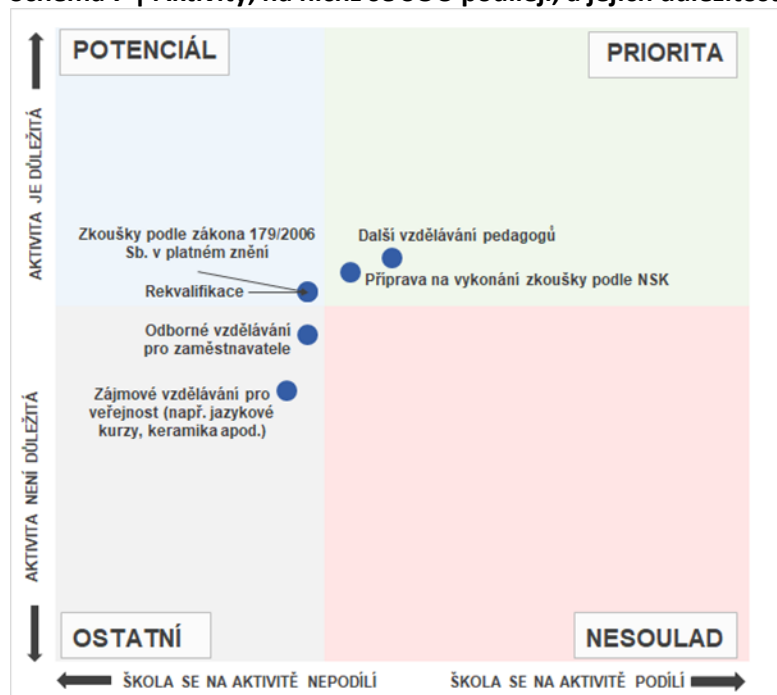 POTENCIÁL
PRIORITA
AKTIVITA JE DŮLEŽITÁ
Zkoušky podle zákona 179/2006
Sb. v platném znění
Další vzdělávání pedagogů
Příprava na vykonání zkoušky podle NSK
Rekvalifikace
Odborné vzdělávání
pro zaměstnavatele
Zájmové vzdělávání pro
veřejnost (např. jazykové
kurzy, keramika apod.)
AKTIVITA NENÍ DŮLEŽITÁ
OSTATNÍ
NESOULAD
ŠKOLA SE NA AKTIVITĚ NEPODÍLÍ
ŠKOLA SE NA AKTIVITĚ PODÍLÍ